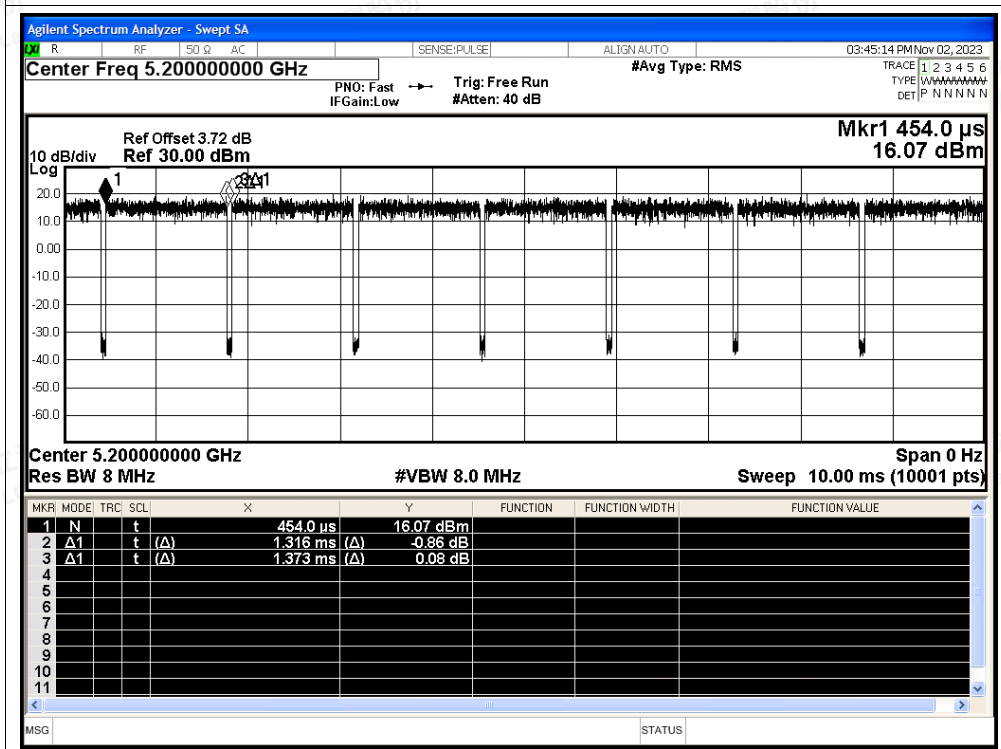 Agilent Spectrum Analyzer - Swept SA
LXI R RF 50 Ω AC SENSE:PULSE ALIGN AUTO 03:45:14 PM Nov 02, 2023
Center Freq 5.200000000 GHz #Avg Type: RMS TRACE 1 2 3 4 5 6
PNO: Fast Trig: Free Run TYPE WWWWWW
IFGain:Low #Atten: 40 dB DET P N N N N N
Mkr1 454.0 µs
Ref Offset 3.72 dB
10 dB/div Ref 30.00 dBm 16.07 dBm
Log
1
20.0
10.0
0.00
-10.0
-20.0
-30.0
-40.0
-50.0
-60.0
Center 5.200000000 GHz Span 0 Hz
Res BW 8 MHz #VBW 8.0 MHz Sweep 10.00 ms (10001 pts)
MKR MODE TRC SCL X Y FUNCTION FUNCTION WIDTH FUNCTION VALUE
1 N t 454.0 µs 16.07 dBm
2 Δ1 t (Δ) 1.316 ms (Δ) -0.86 dB
3 Δ1 t (Δ) 1.373 ms (Δ) 0.08 dB
4
5
6
7
8
9
10
11
MSG STATUS